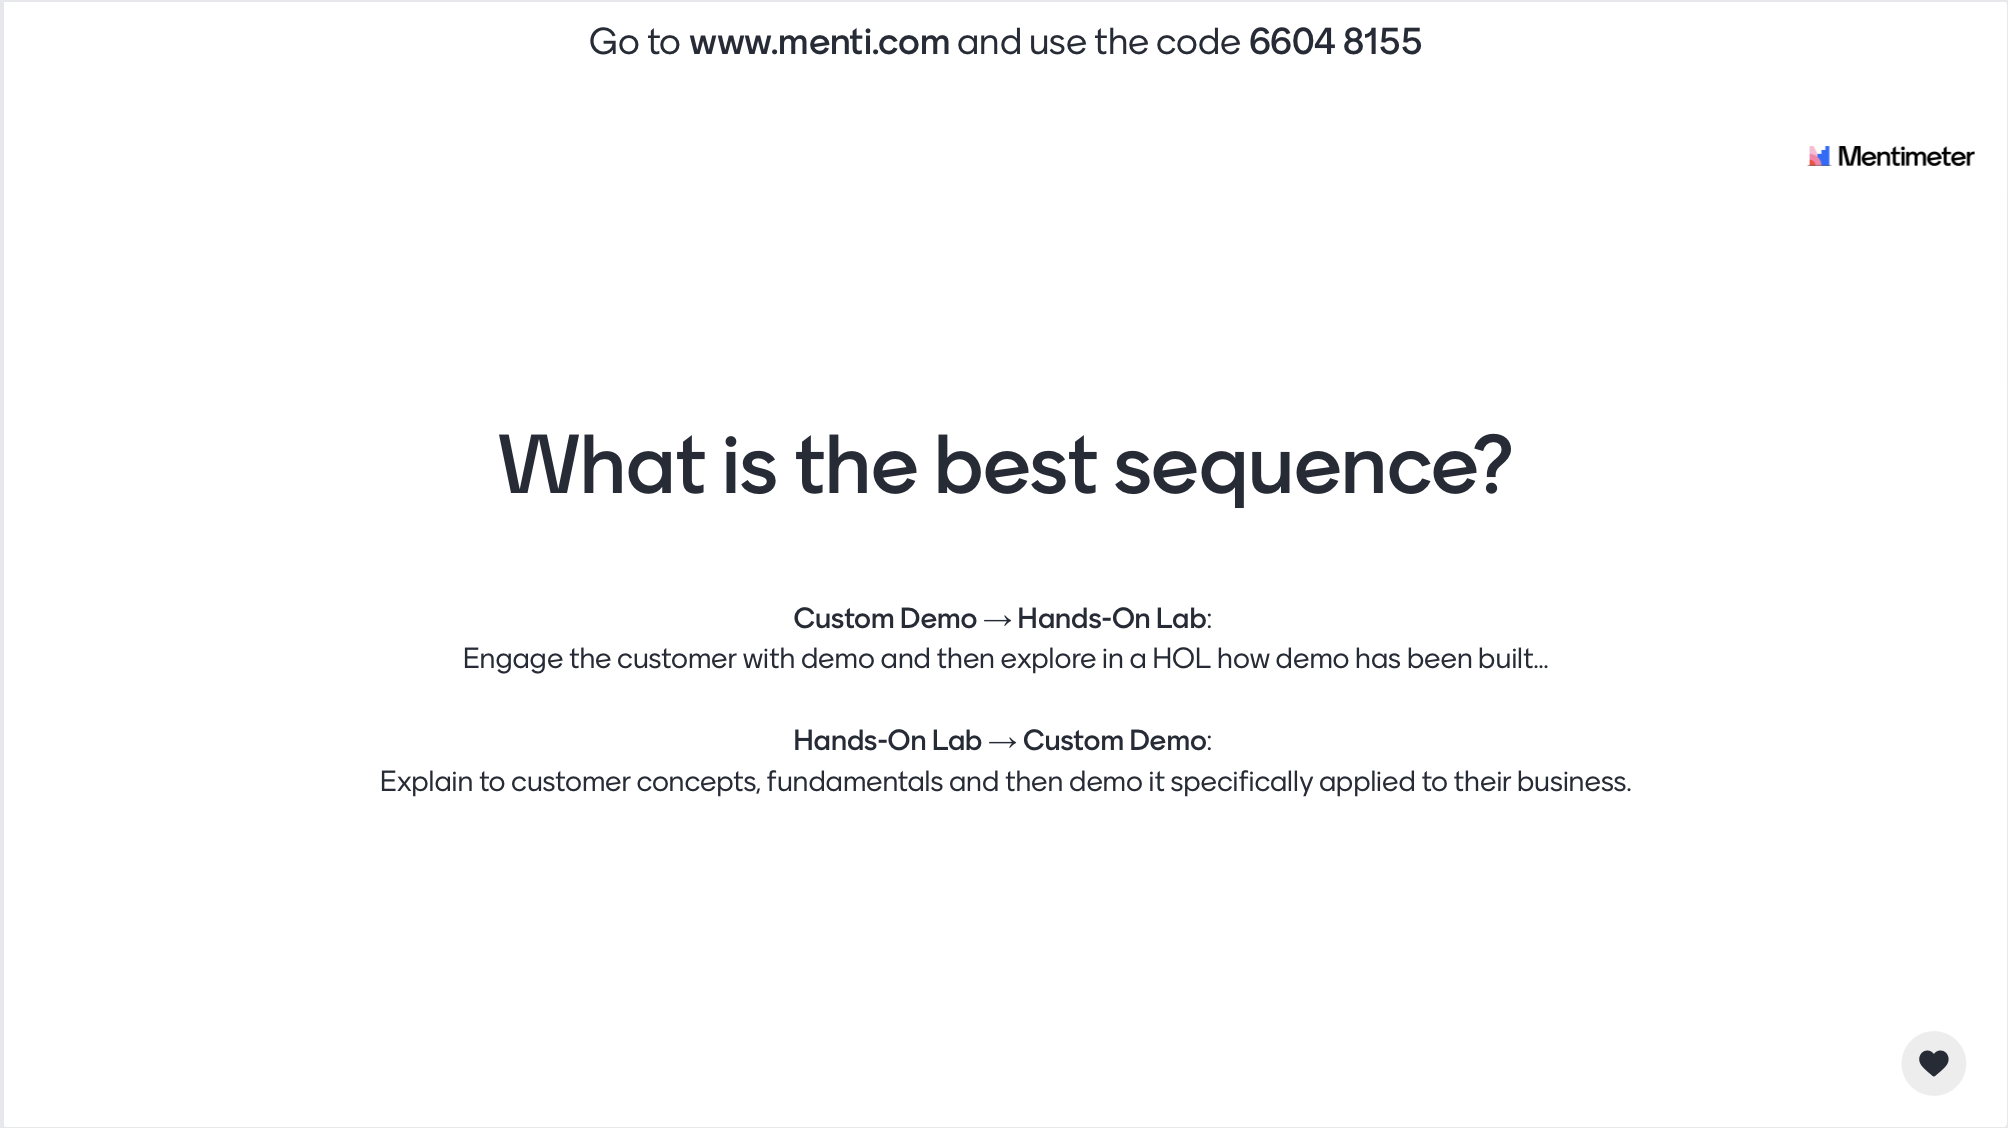 Go to www.menti.com and use the code 6604 8155
Mentimeter
What is the best sequence?
Custom Demo → Hands-On Lab:
Engage the customer with demo and then explore in a HOL how demo has been built...
Hands-On Lab → Custom Demo:
Explain to customer concepts, fundamentals and then demo it specifically applied to their business.